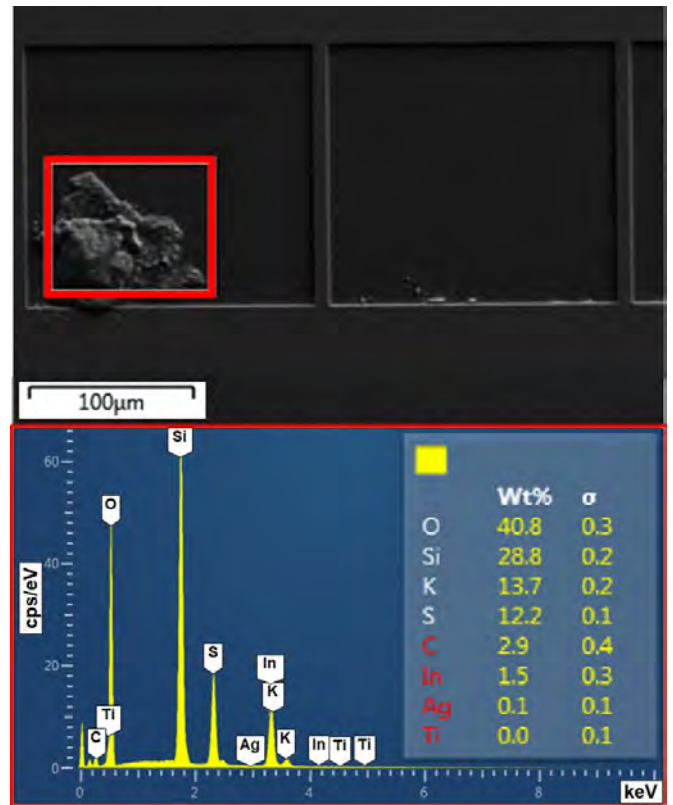 100μm
Si
60
O
Wt% σ
O 40.8 0.3
Si 28.8 0.2
40
K 13.7 0.2
cps/eV
S 12.2 0.1
C 2.9 0.4
S
In
20
In 1.5 0.3
K
Ti
Ag 0.1 0.1
C
Ag
K
In
Ti
Ti
Ti 0.0 0.1
0
0 2 4 6 8 keV